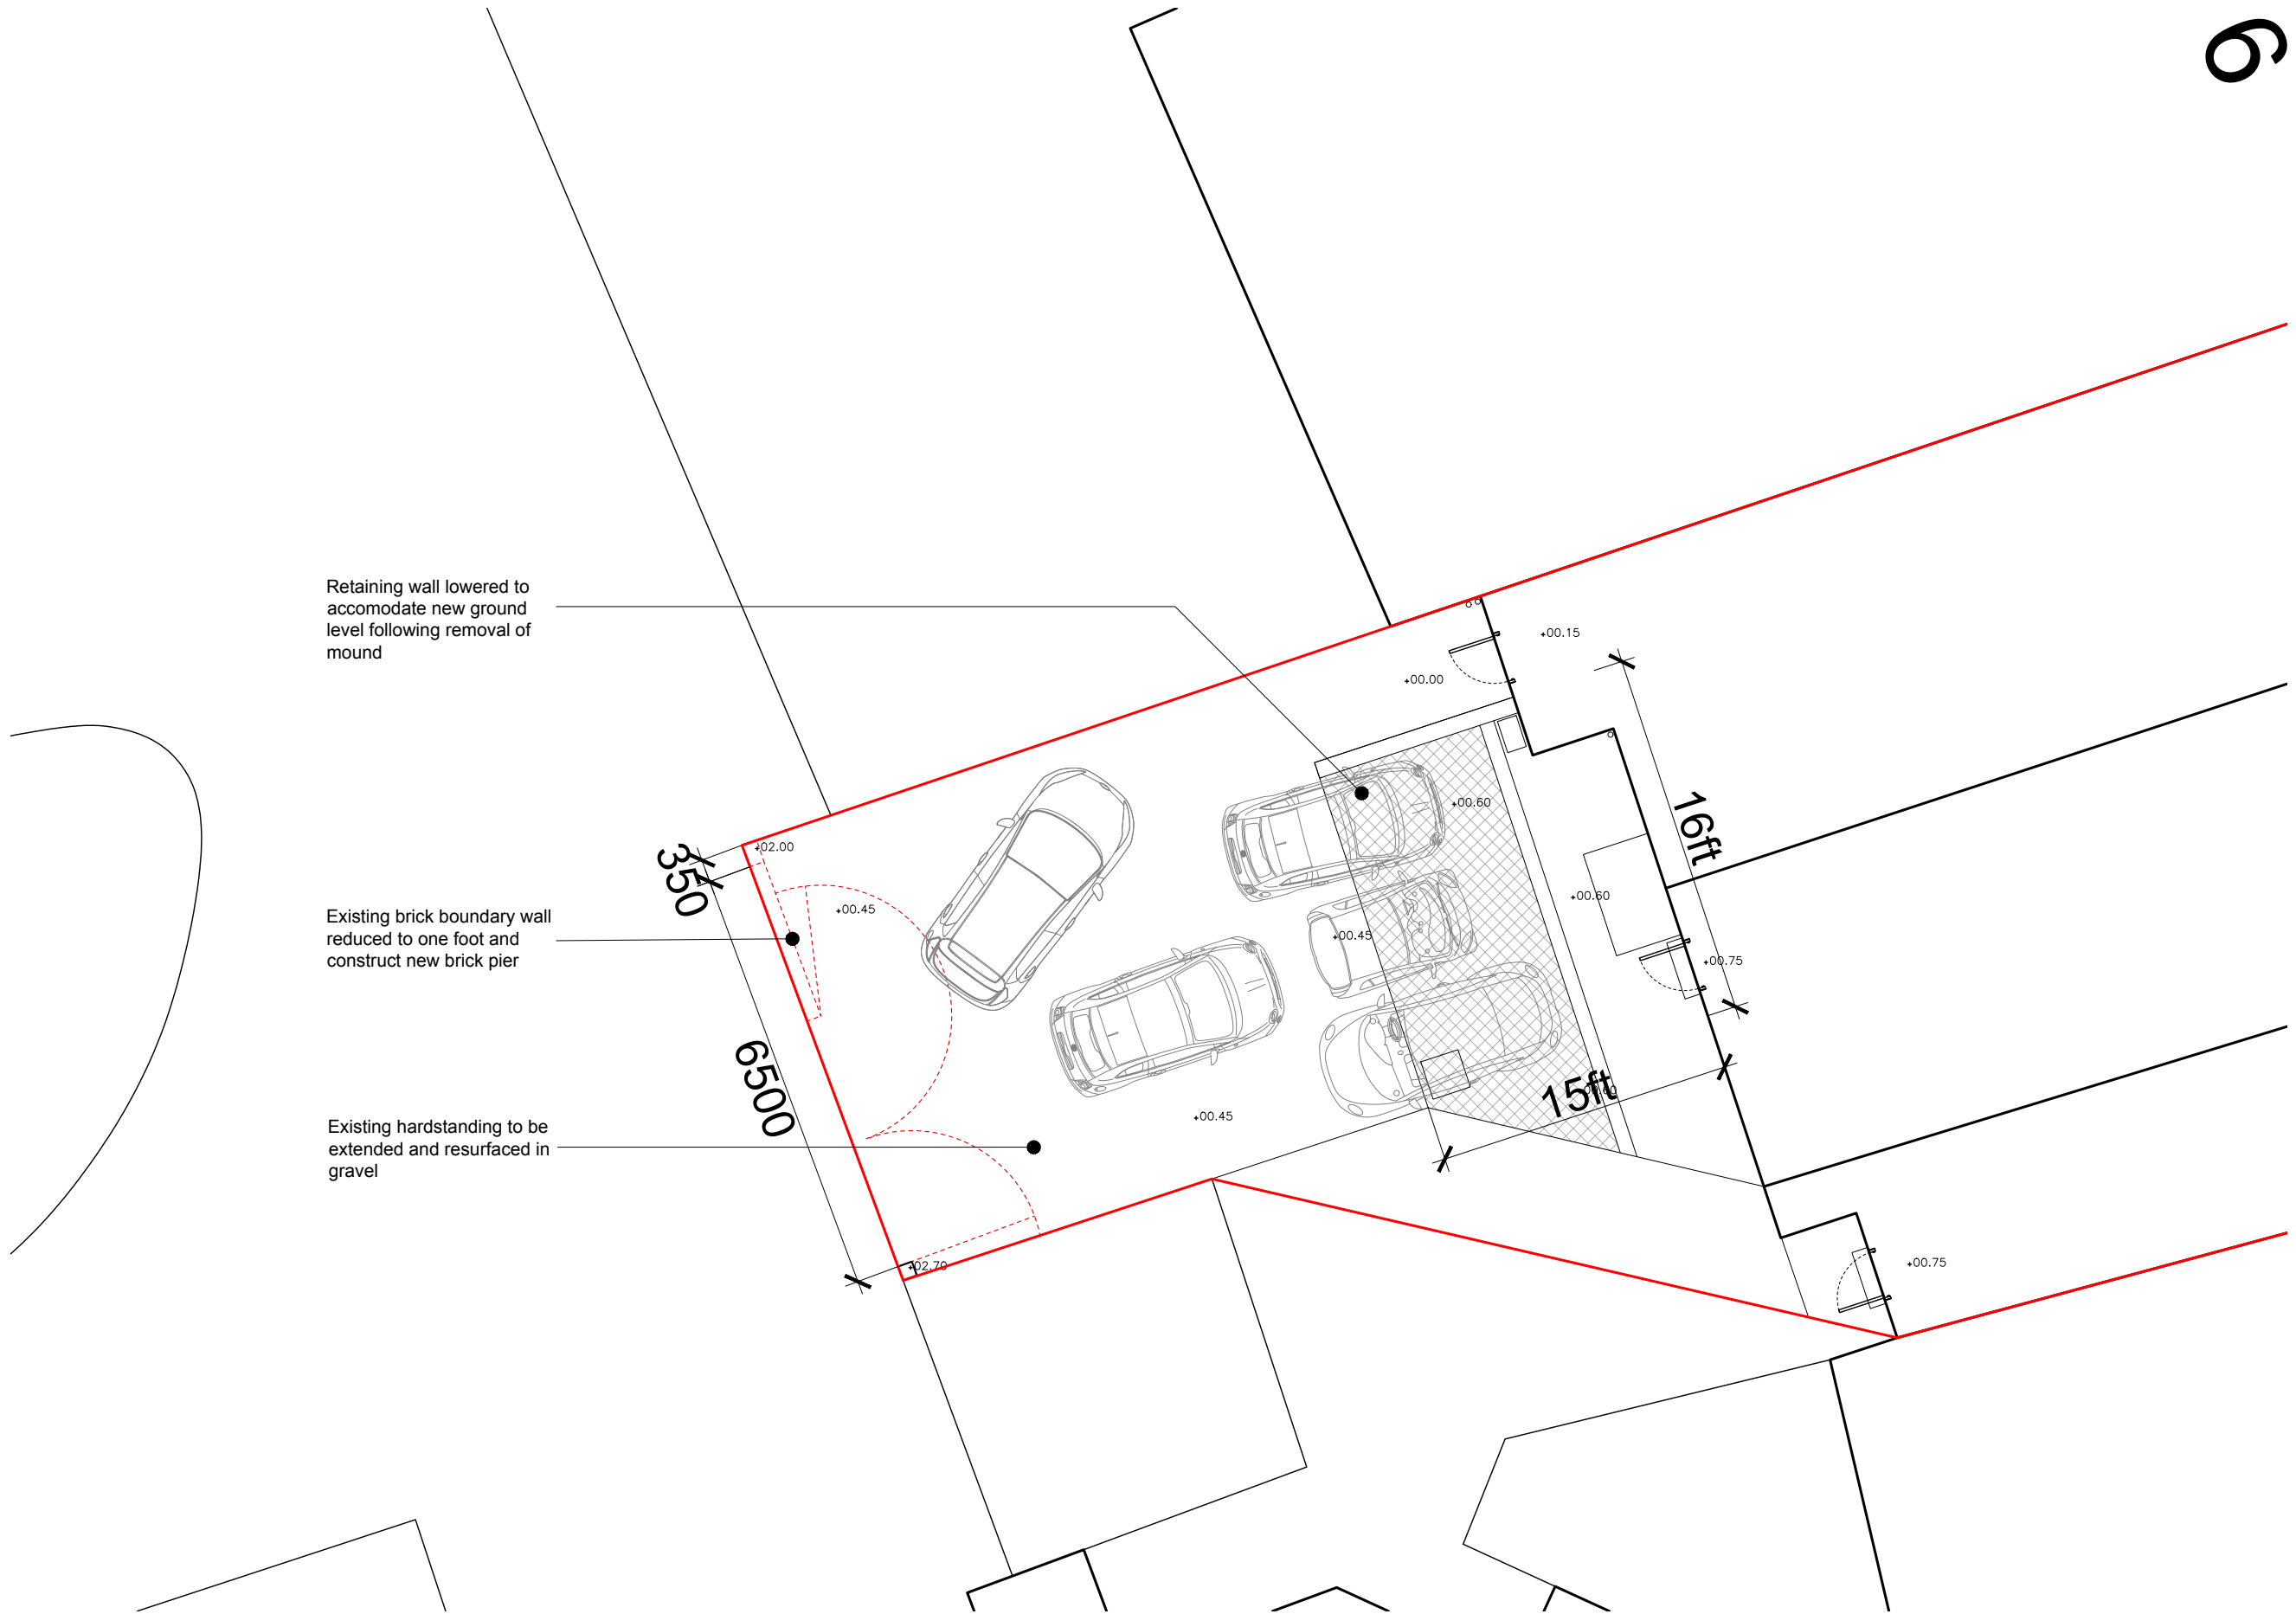 6
Retaining wall lowered to
accomodate new ground
level following removal of
mound
+00.15
+00.00
16ft
+00.60
+02.00
350
+00.45
+00.60
Existing brick boundary wall
reduced to one foot and
construct new brick pier
+00.45
+00.75
6500
15ft
+00.45
Existing hardstanding to be
extended and resurfaced in
gravel
+02.70
+00.75